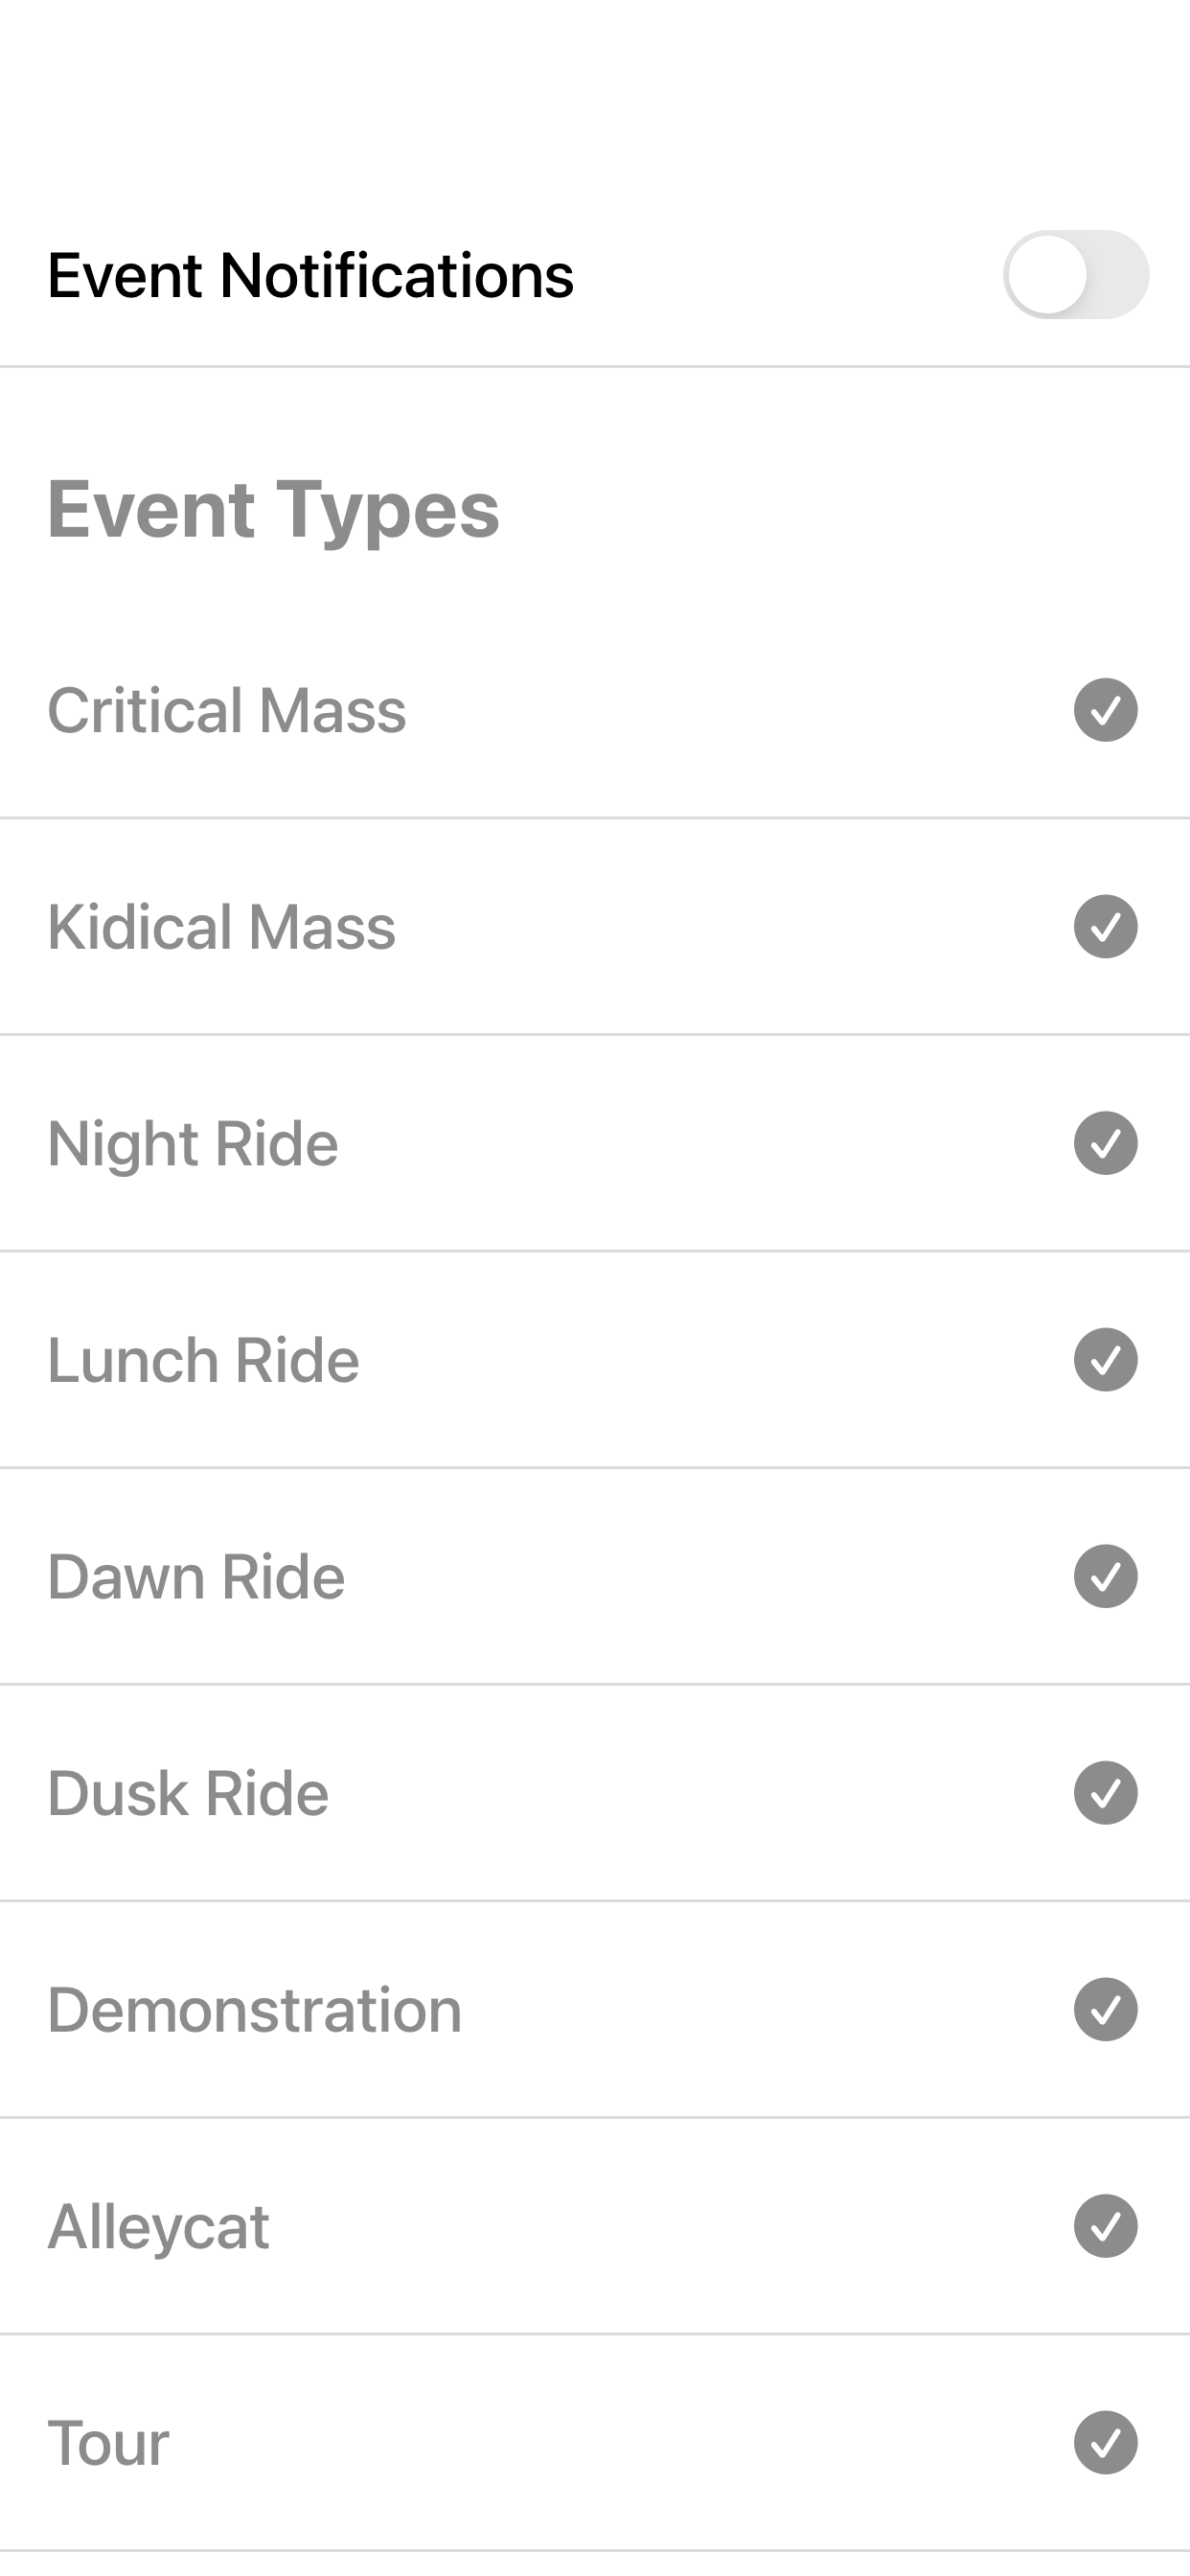 Event Notifications
Event Types
Critical Mass
Kidical Mass
Night Ride
Lunch Ride
Dawn Ride
Dusk Ride
Demonstration
Alleycat
Tour